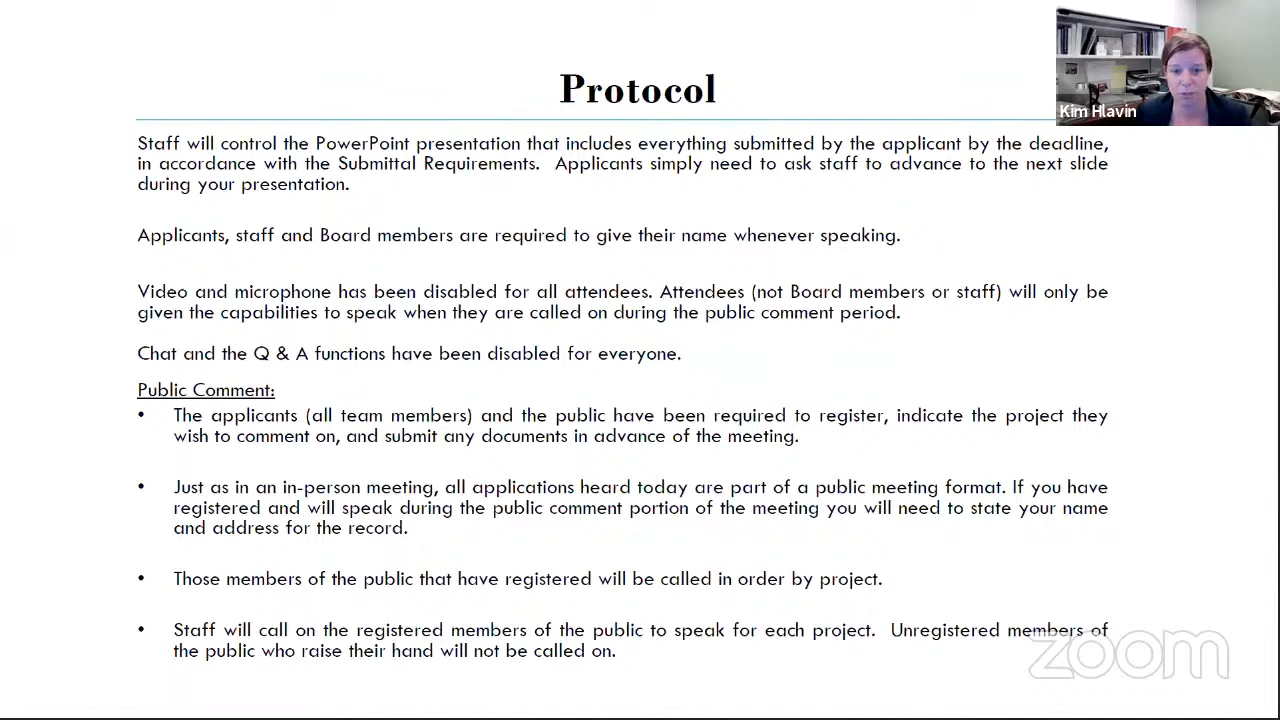 Protocol
Kim Hlavin
Staff will control the PowerPoint presentation that includes everything submitted by the applicant by the deadline,
in accordance with the Submittal Requirements.  Applicants simply need to ask staff to advance to the next slide
during your presentation.
Applicants, staff and Board members are required to give their name whenever speaking.
Video and microphone has been disabled for all attendees. Attendees (not Board members or staff) will only be
given the capabilities to speak when they are called on during the public comment period.
Chat and the Q & A functions have been disabled for everyone.
Public Comment:
• The applicants (all team members) and the public have been required to register, indicate the project they
wish to comment on, and submit any documents in advance of the meeting.
• Just as in an in-person meeting, all applications heard today are part of a public meeting format. If you have
registered and will speak during the public comment portion of the meeting you will need to state your name
and address for the record.
• Those members of the public that have registered will be called in order by project.
• Staff will call on the registered members of the public to speak for each project.  Unregistered members of
the public who raise their hand will not be called on.
zoom